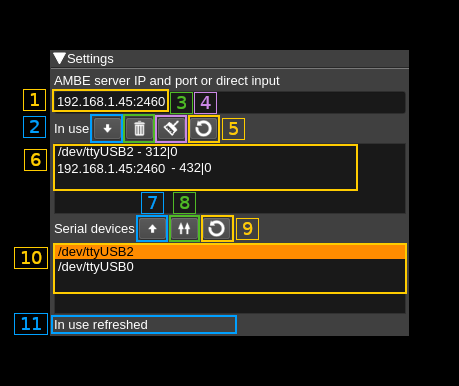 Settings
AMBE server IP and port or direct input
1 192.168.1.45:2460 3 4
2 In use 5
6 /dev/ttyUSB2 - 312|0
192.168.1.45:2460 - 432|0
7 8
Serial devices 9
10 /dev/ttyUSB2
/dev/ttyUSB0
11 In use refreshed